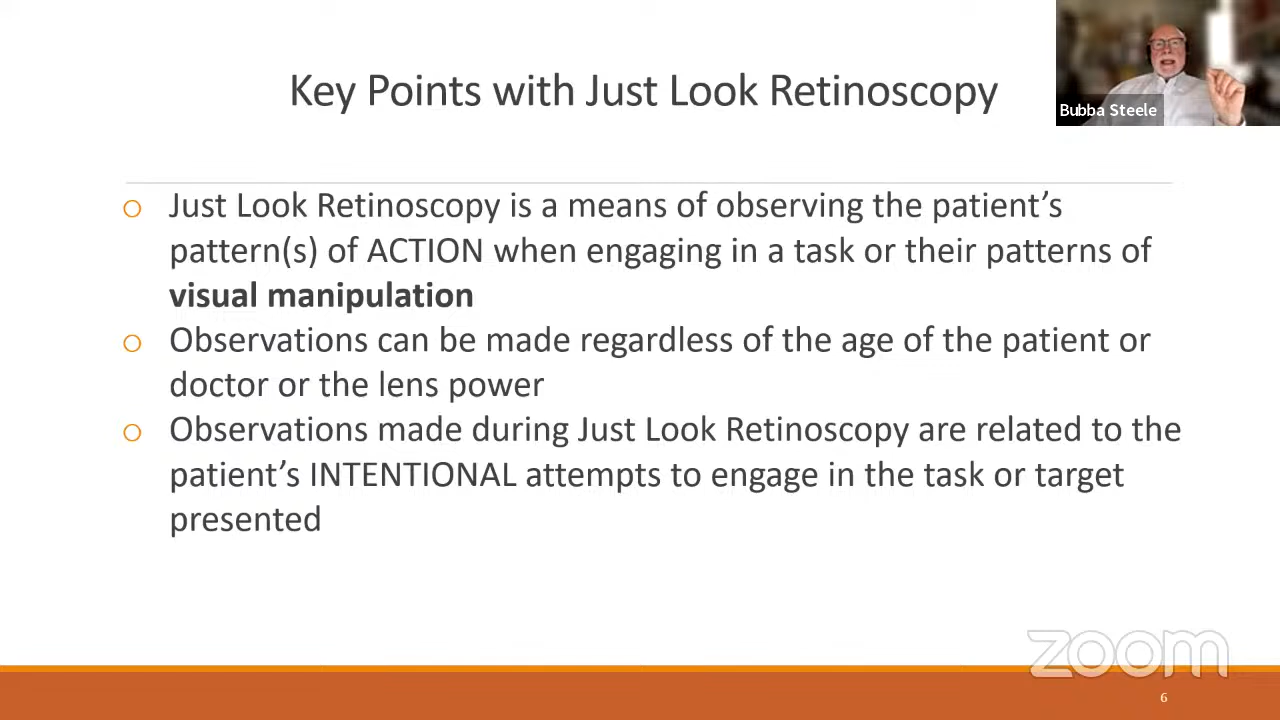 Key Points with Just Look Retinoscopy
Bubba Steele
o Just Look Retinoscopy is a means of observing the patient’s
pattern(s) of ACTION when engaging in a task or their patterns of
visual manipulation
o Observations can be made regardless of the age of the patient or
doctor or the lens power
o Observations made during Just Look Retinoscopy are related to the
patient’s INTENTIONAL attempts to engage in the task or target
presented
zoom
6